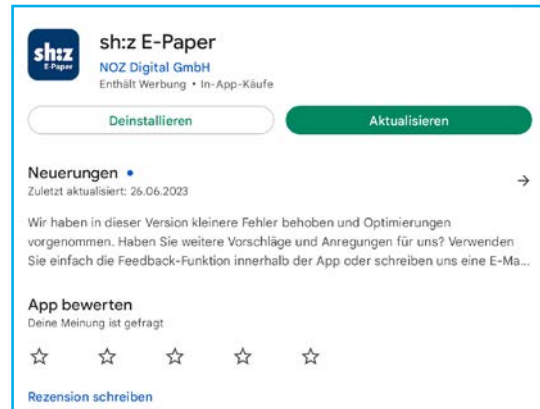 sh:z
E-Paper
sh:z E-Paper
NOZ Digital GmbH
Enthält Werbung • In-App-Käufe
Deinstallieren
Aktualisieren
Neuerungen •
Zuletzt aktualisiert: 26.06.2023
Wir haben in dieser Version kleinere Fehler behoben und Optimierungen
vorgenommen. Haben Sie weitere Vorschläge und Anregungen für uns? Verwenden
Sie einfach die Feedback-Funktion innerhalb der App oder schreiben uns eine E-Ma...
App bewerten
Deine Meinung ist gefragt
Rezension schreiben